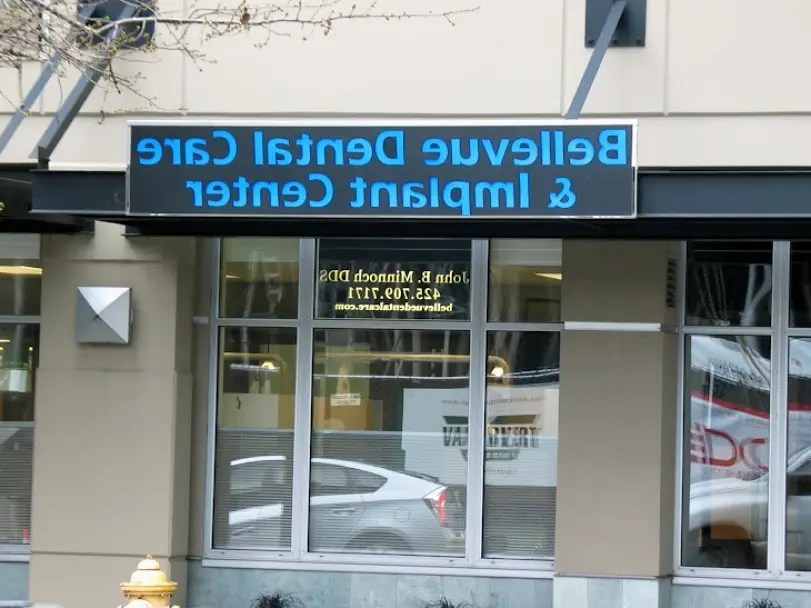 Bellevue Dental Care
& Implant Center
John B. Minnoch DDS
425.709.7171
bellevuedentalcare.com